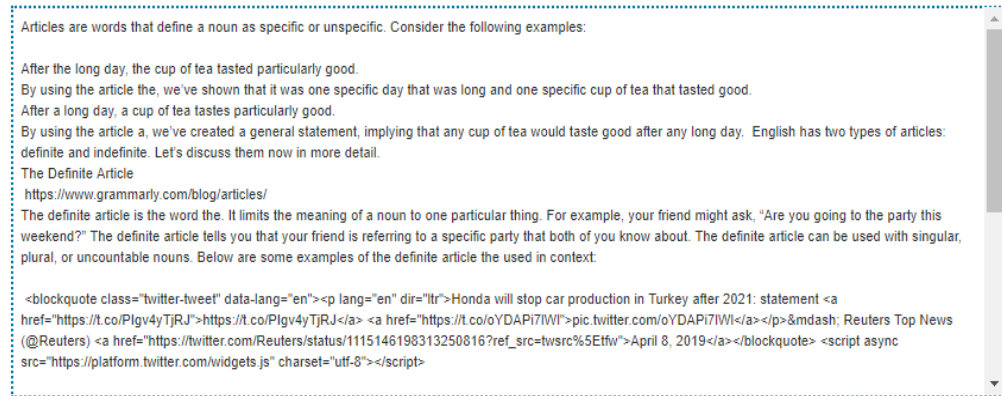 Articles are words that define a noun as specific or unspecific. Consider the following examples:
After the long day, the cup of tea tasted particularly good.
By using the article the, we’ve shown that it was one specific day that was long and one specific cup of tea that tasted good.
After a long day, a cup of tea tastes particularly good.
By using the article a, we’ve created a general statement, implying that any cup of tea would taste good after any long day.  English has two types of articles:
definite and indefinite. Let’s discuss them now in more detail.
The Definite Article
https://www.grammarly.com/blog/articles/
The definite article is the word the. It limits the meaning of a noun to one particular thing. For example, your friend might ask, “Are you going to the party this
weekend?” The definite article tells you that your friend is referring to a specific party that both of you know about. The definite article can be used with singular,
plural, or uncountable nouns. Below are some examples of the definite article the used in context:
<blockquote class="twitter-tweet" data-lang="en"><p lang="en" dir="ltr">Honda will stop car production in Turkey after 2021: statement <a
href="https://t.co/PIgv4yTjRJ">https://t.co/PIgv4yTjRJ</a> <a href="https://t.co/oYDAPi7IWI">pic.twitter.com/oYDAPi7IWI</a></p>&mdash; Reuters Top News
(@Reuters) <a href="https://twitter.com/Reuters/status/1115146198313250816?ref_src=twsrc%5Etfw">April 8, 2019</a></blockquote> <script async
src="https://platform.twitter.com/widgets.js" charset="utf-8"></script>